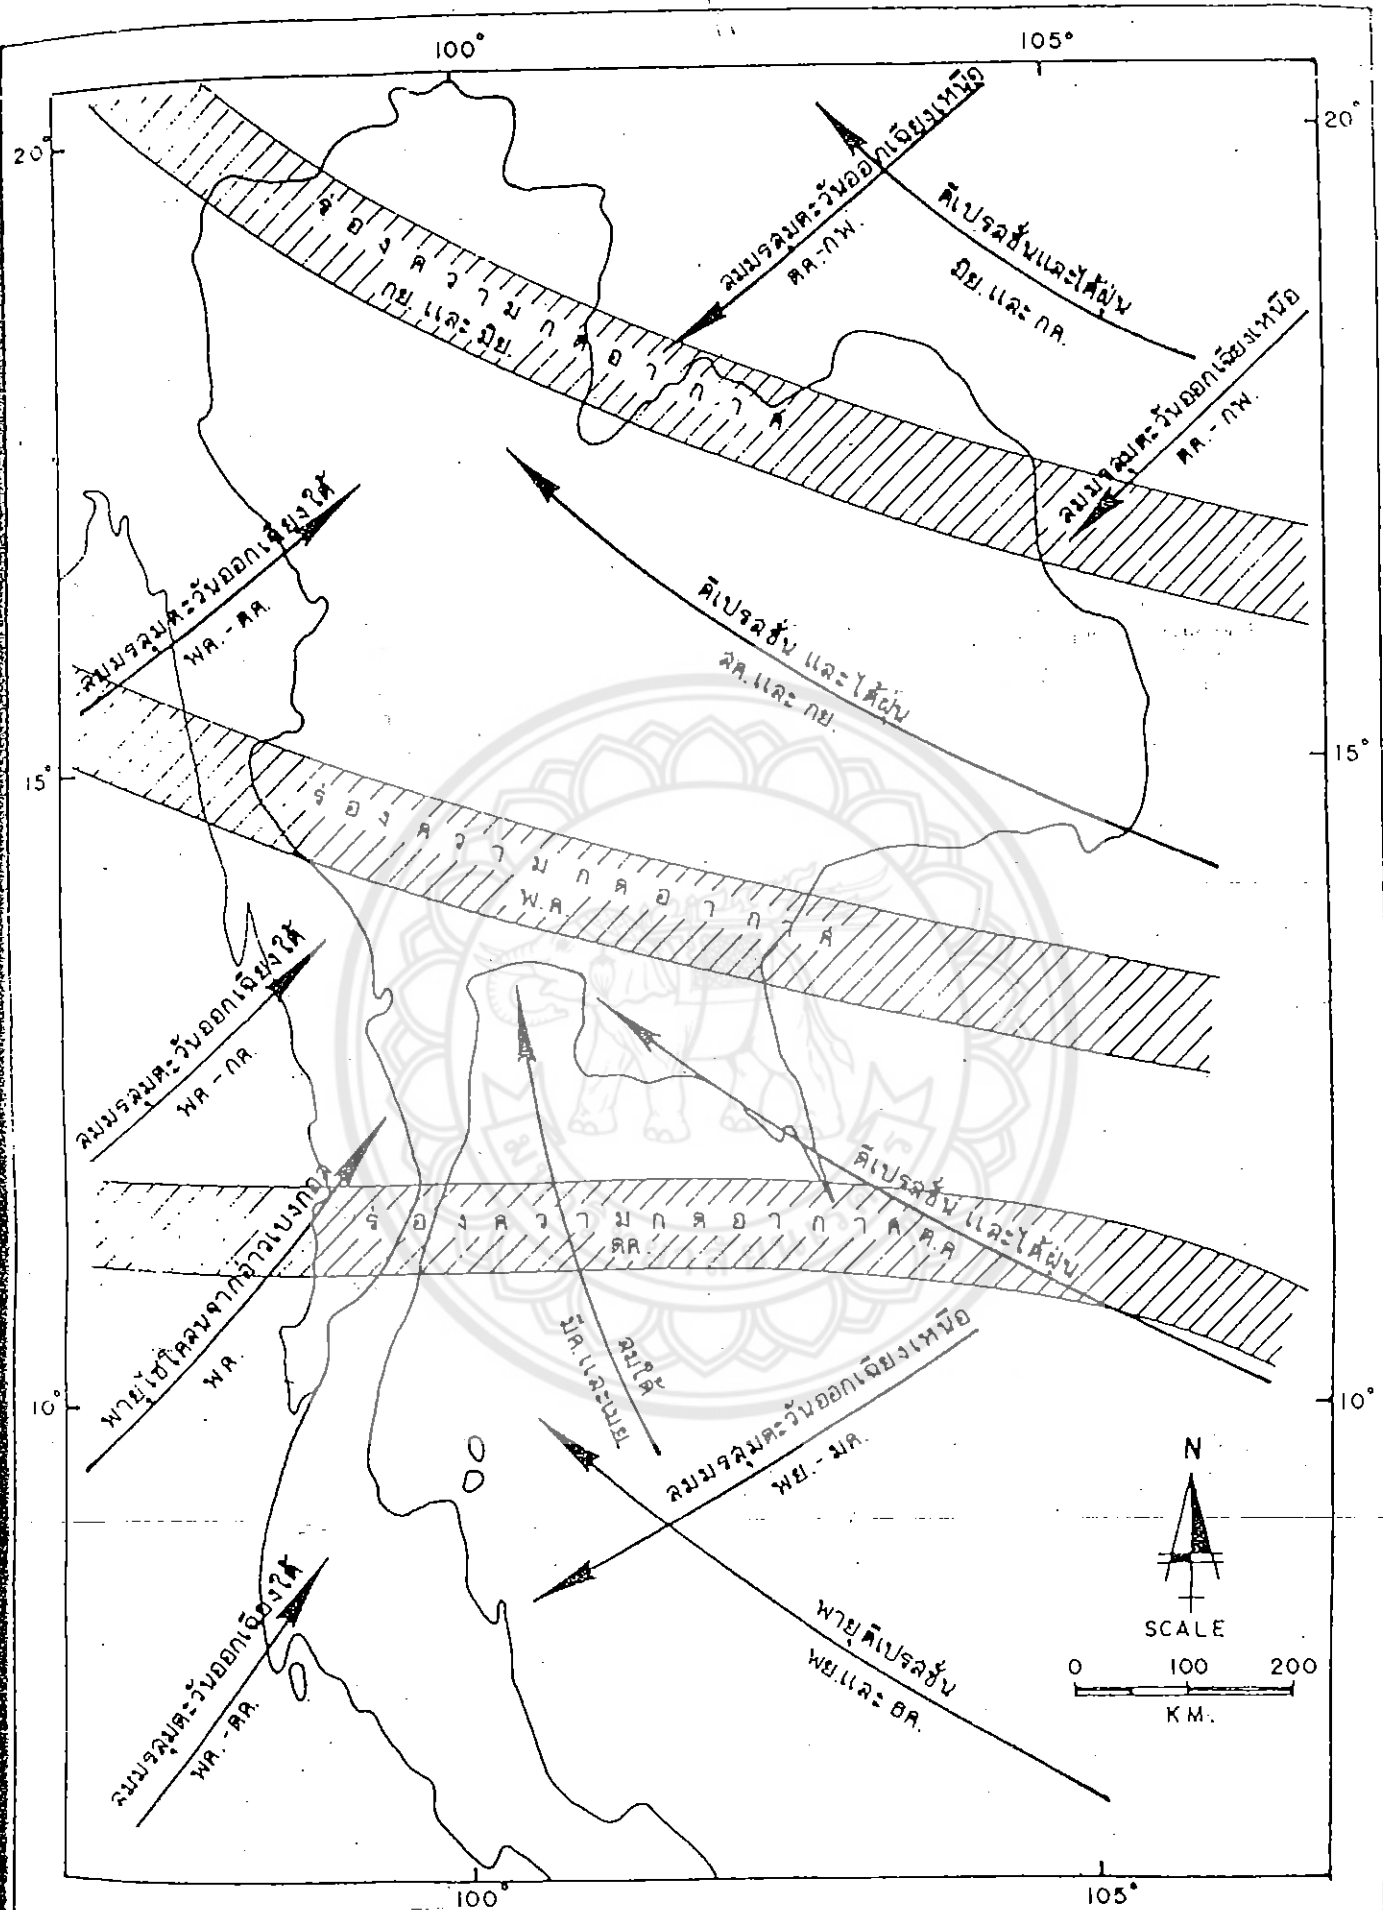 100°
105°
20°
20°
ลมมรสุมตะวันออกเฉียงเหนือ
ตค.-กพ.
ดีเปรสชั่นและไต้ฝุ่น
มิย. และ กค.
ร่องความกดอากาศ
กย. และ มิย.
ลมมรสุมตะวันออกเฉียงเหนือ
ตค. - กพ.
ลมมรสุมตะวันออกเฉียงใต้
พค. - ตค.
ดีเปรสชั่น และ ไต้ฝุ่น
สค. และ กย.
15°
15°
ร่องความกดอากาศ
พ.ค.
ลมมรสุมตะวันออกเฉียงใต้
พค - กค.
ดีเปรสชั่น และไต้ฝุ่น
ต.ค
ร่องความกดอากาศ
ตค.
พายุไซโคลนจากอ่าวเบงกอล
พค.
ลมใต้
มีค. และเมย.
ลมมรสุมตะวันออกเฉียงเหนือ
พย. - มค.
10°
10°
N
ลมมรสุมตะวันออกเฉียงใต้
พค. - ตค.
พายุดีเปรสชั่น
พย. และ ธค.
SCALE
0 100 200
KM.
100°
105°